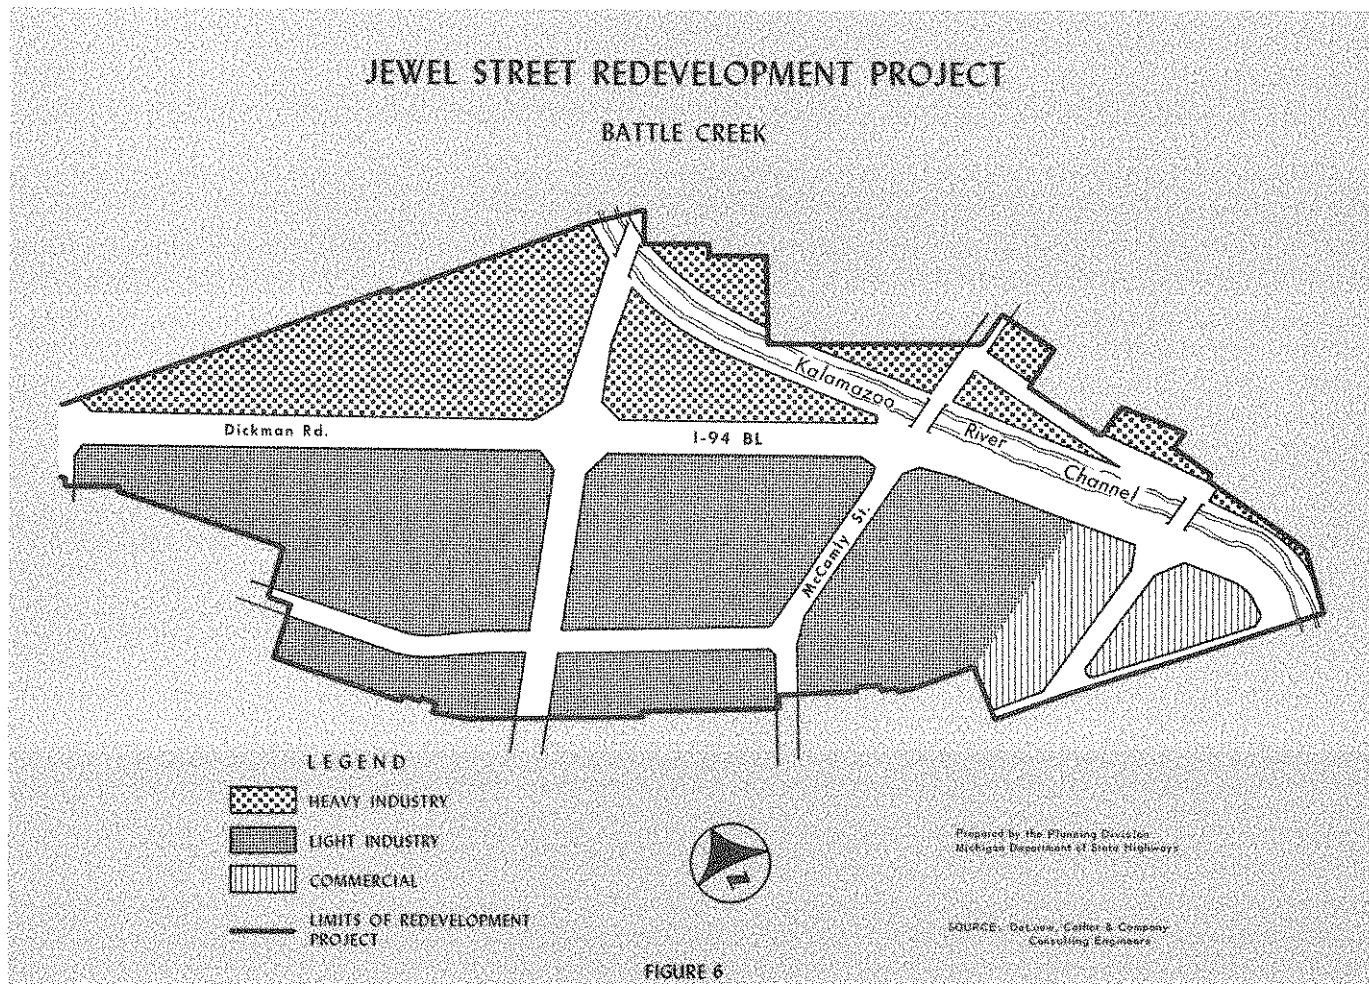 JEWEL STREET REDEVELOPMENT PROJECT
BATTLE CREEK
Kalamazoo
River
Channel
Dickman Rd.
I-94 BL
McCamly St.
LEGEND
HEAVY INDUSTRY
LIGHT INDUSTRY
COMMERCIAL
LIMITS OF REDEVELOPMENT
PROJECT
N
Prepared by the Planning Division
Michigan Department of State Highways
SOURCE: DeLeuw, Cather & Company
Consulting Engineers
FIGURE 6